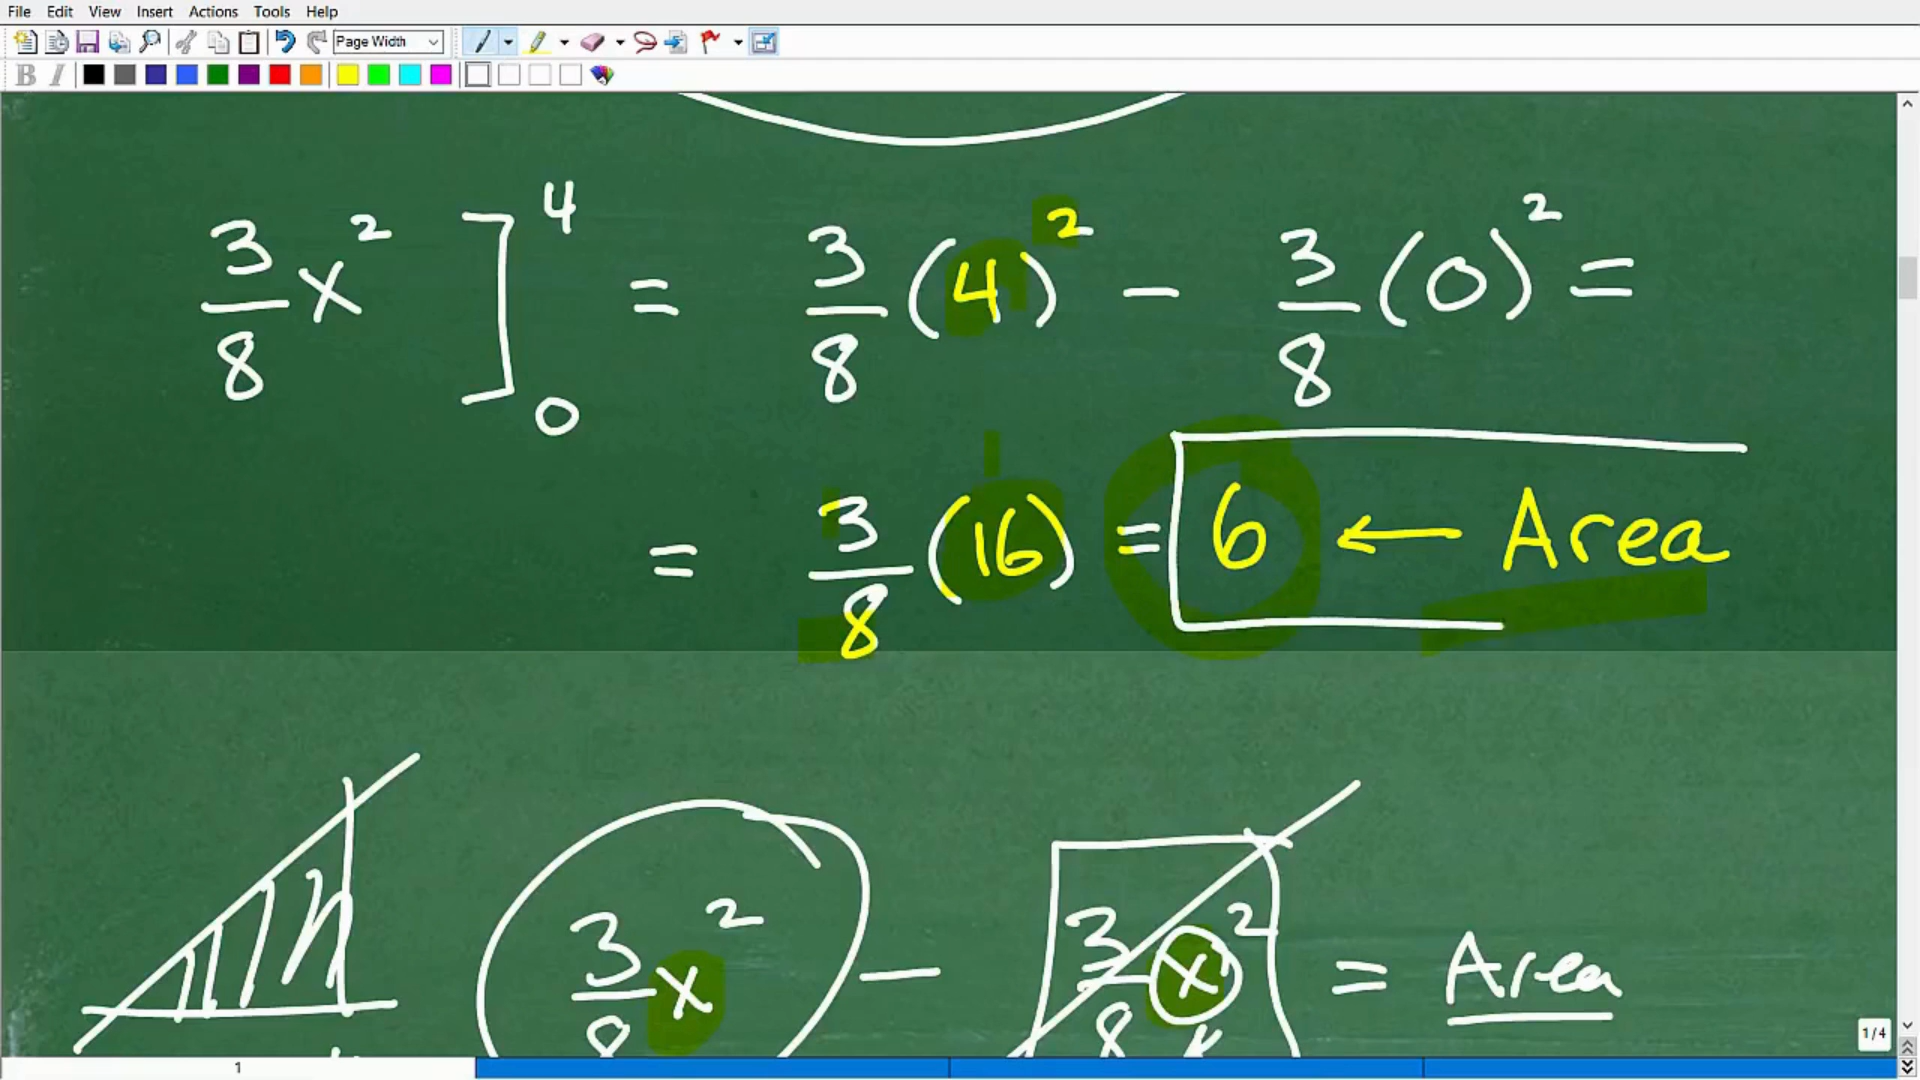 File Edit View Insert Actions Tools Help
Page Width
B I
3/8 x² ]₀⁴ = 3/8 (4)² - 3/8 (0)² =
= 3/8 (16) = 6 ← Area
3/8 x² - 3/8 x² = Area
1/4
1